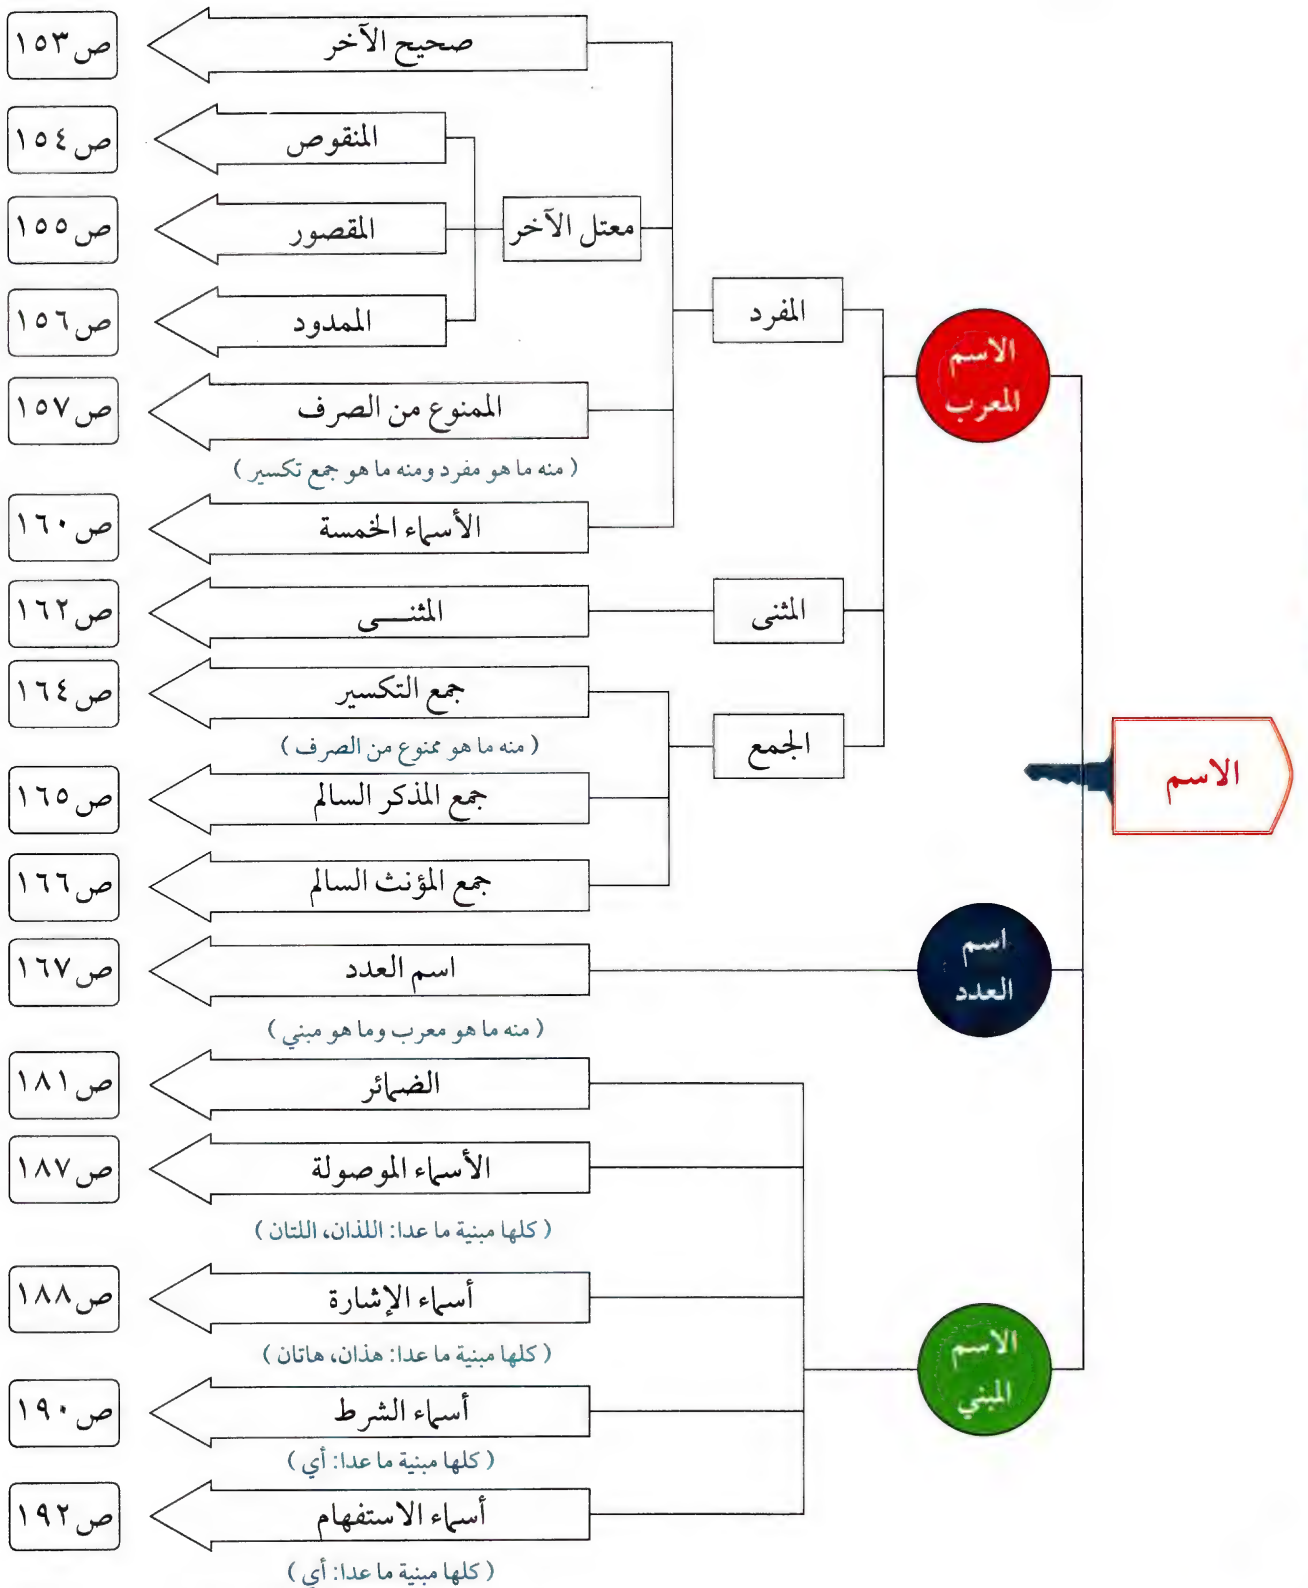 الاسم
الاسم
المعرب
المفرد
صحيح الآخر
ص ١٥٣
معتل الآخر
المنقوص
ص ١٥٤
المقصور
ص ١٥٥
الممدود
ص ١٥٦
الممنوع من الصرف
ص ١٥٧
( منه ما هو مفرد ومنه ما هو جمع تكسير )
الأسماء الخمسة
ص ١٦٠
المثنى
المثنـــى
ص ١٦٢
الجمع
جمع التكسير
ص ١٦٤
( منه ما هو ممنوع من الصرف )
جمع المذكر السالم
ص ١٦٥
جمع المؤنث السالم
ص ١٦٦
اسم
العدد
اسم العدد
ص ١٦٧
( منه ما هو معرب وما هو مبني )
الاسم
المبني
الضمائر
ص ١٨١
الأسماء الموصولة
ص ١٨٧
( كلها مبنية ما عدا: اللذان، اللتان )
أسماء الإشارة
ص ١٨٨
( كلها مبنية ما عدا: هذان، هاتان )
أسماء الشرط
ص ١٩٠
( كلها مبنية ما عدا: أي )
أسماء الاستفهام
ص ١٩٢
( كلها مبنية ما عدا: أي )